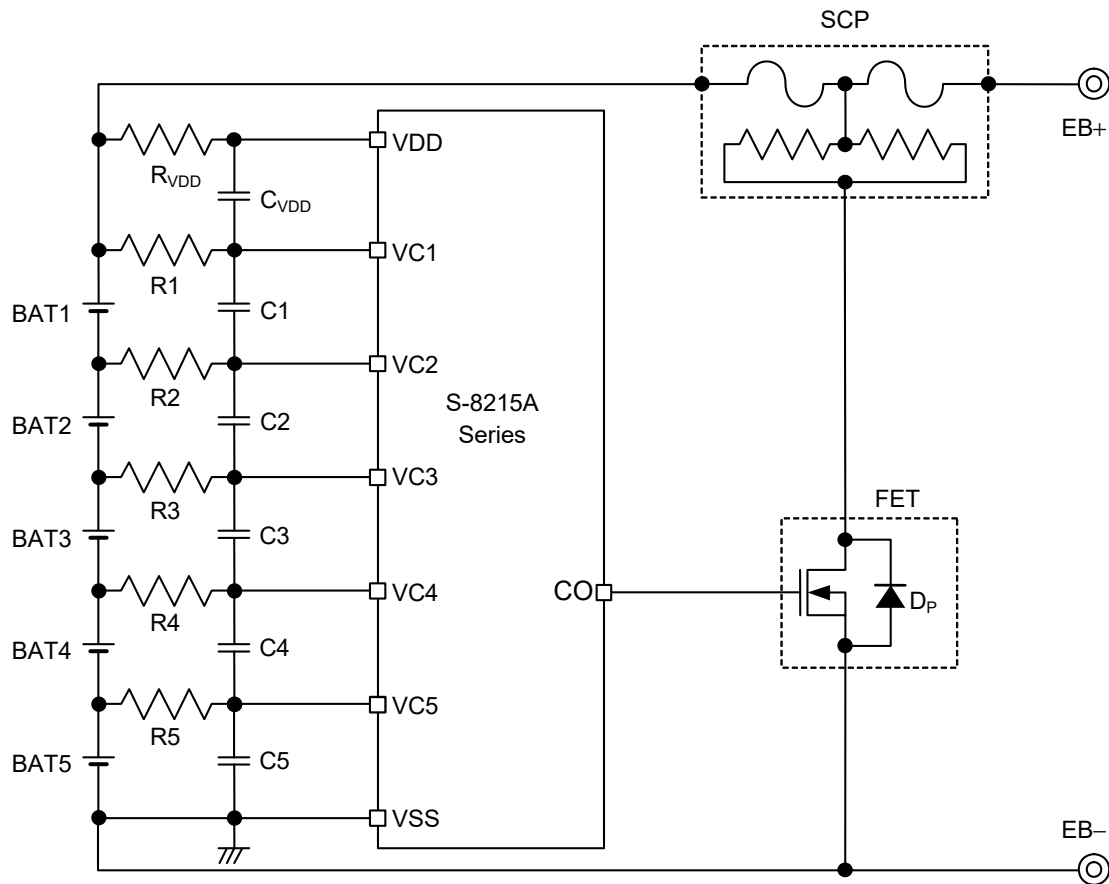 SCP
EB+
VDD
RVDD
CVDD
VC1
R1
BAT1
C1
VC2
R2
S-8215A
Series
BAT2
C2
VC3
R3
FET
BAT3
C3
CO
VC4
DP
R4
BAT4
C4
VC5
R5
BAT5
C5
VSS
EB−